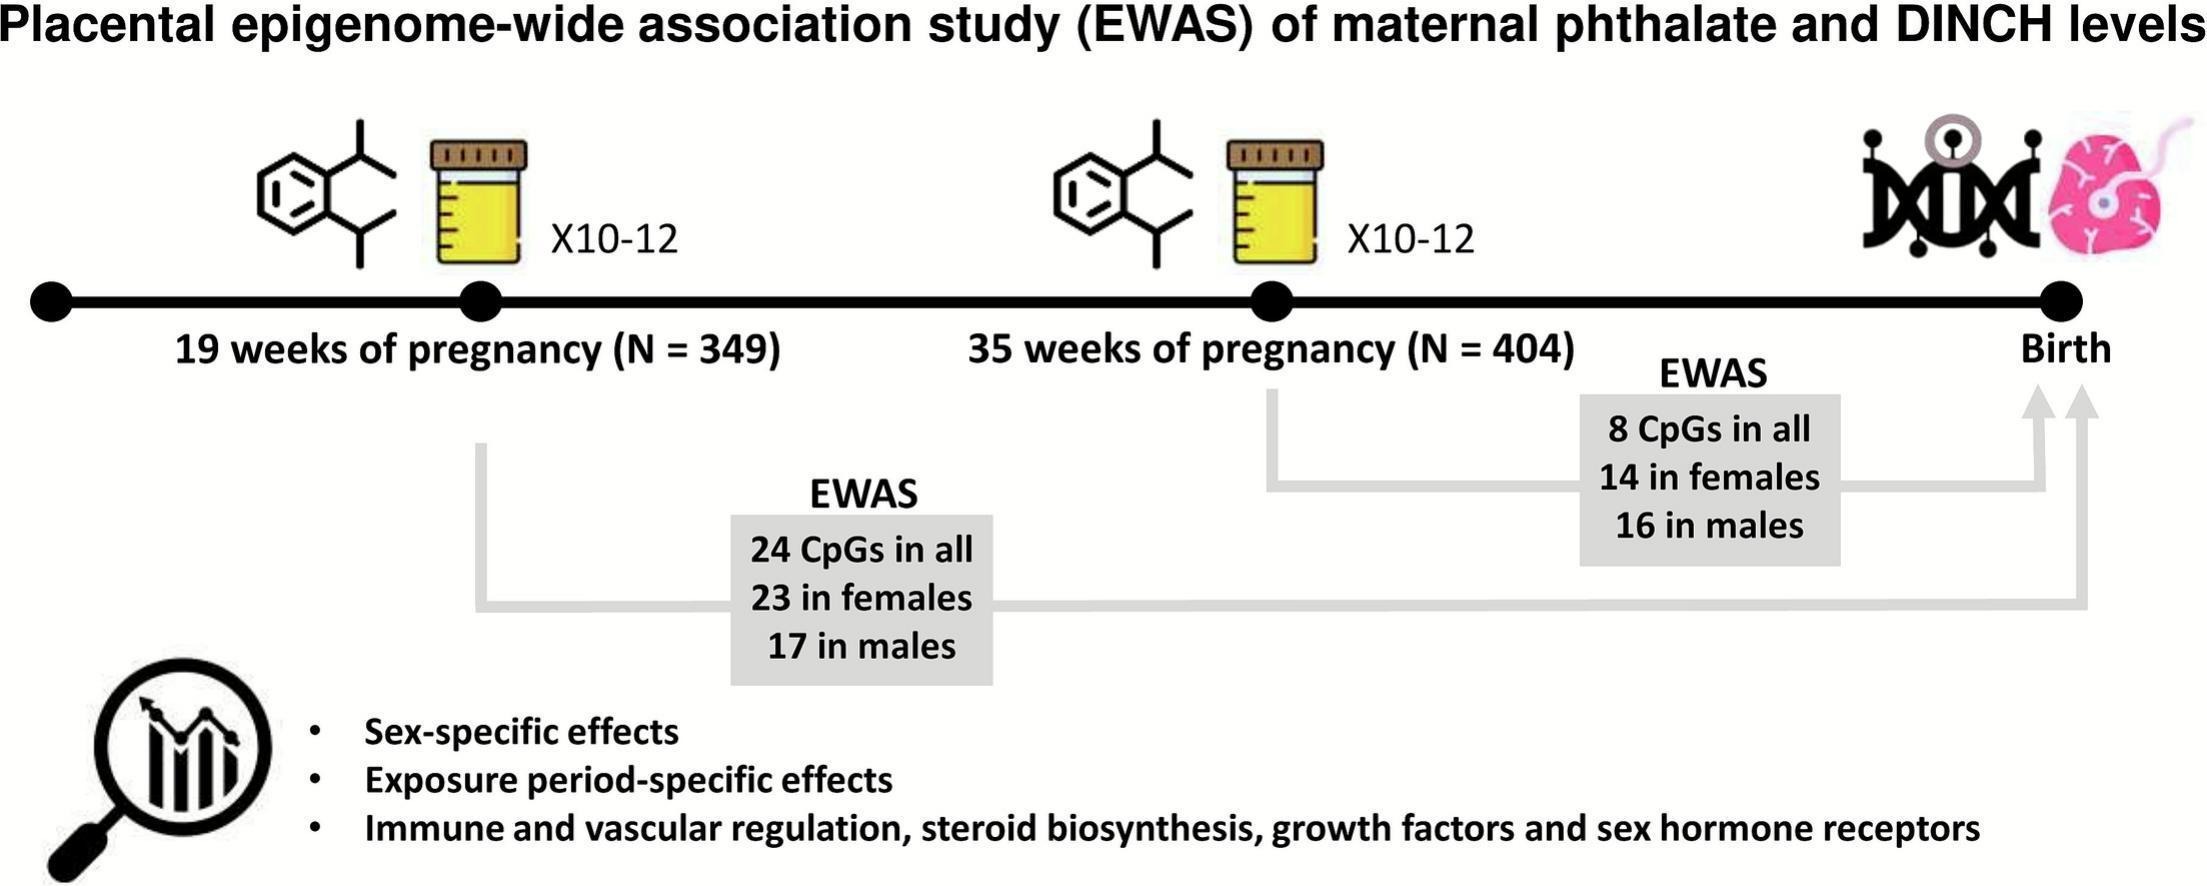 Placental epigenome-wide association study (EWAS) of maternal phthalate and DINCH levels
X10-12
X10-12
19 weeks of pregnancy (N = 349)
35 weeks of pregnancy (N = 404)
Birth
EWAS
8 CpGs in all
14 in females
16 in males
EWAS
24 CpGs in all
23 in females
17 in males
• Sex-specific effects
• Exposure period-specific effects
• Immune and vascular regulation, steroid biosynthesis, growth factors and sex hormone receptors